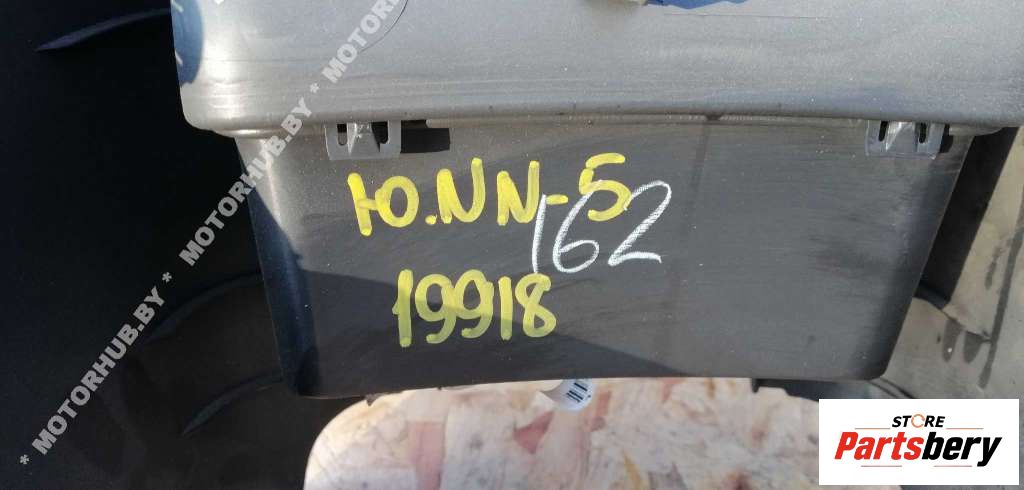 * MOTORHUB.BY * MOTORHUB.BY * MOTORHUB.BY
Ю.NN-5
162
19918
STORE
Partsbery